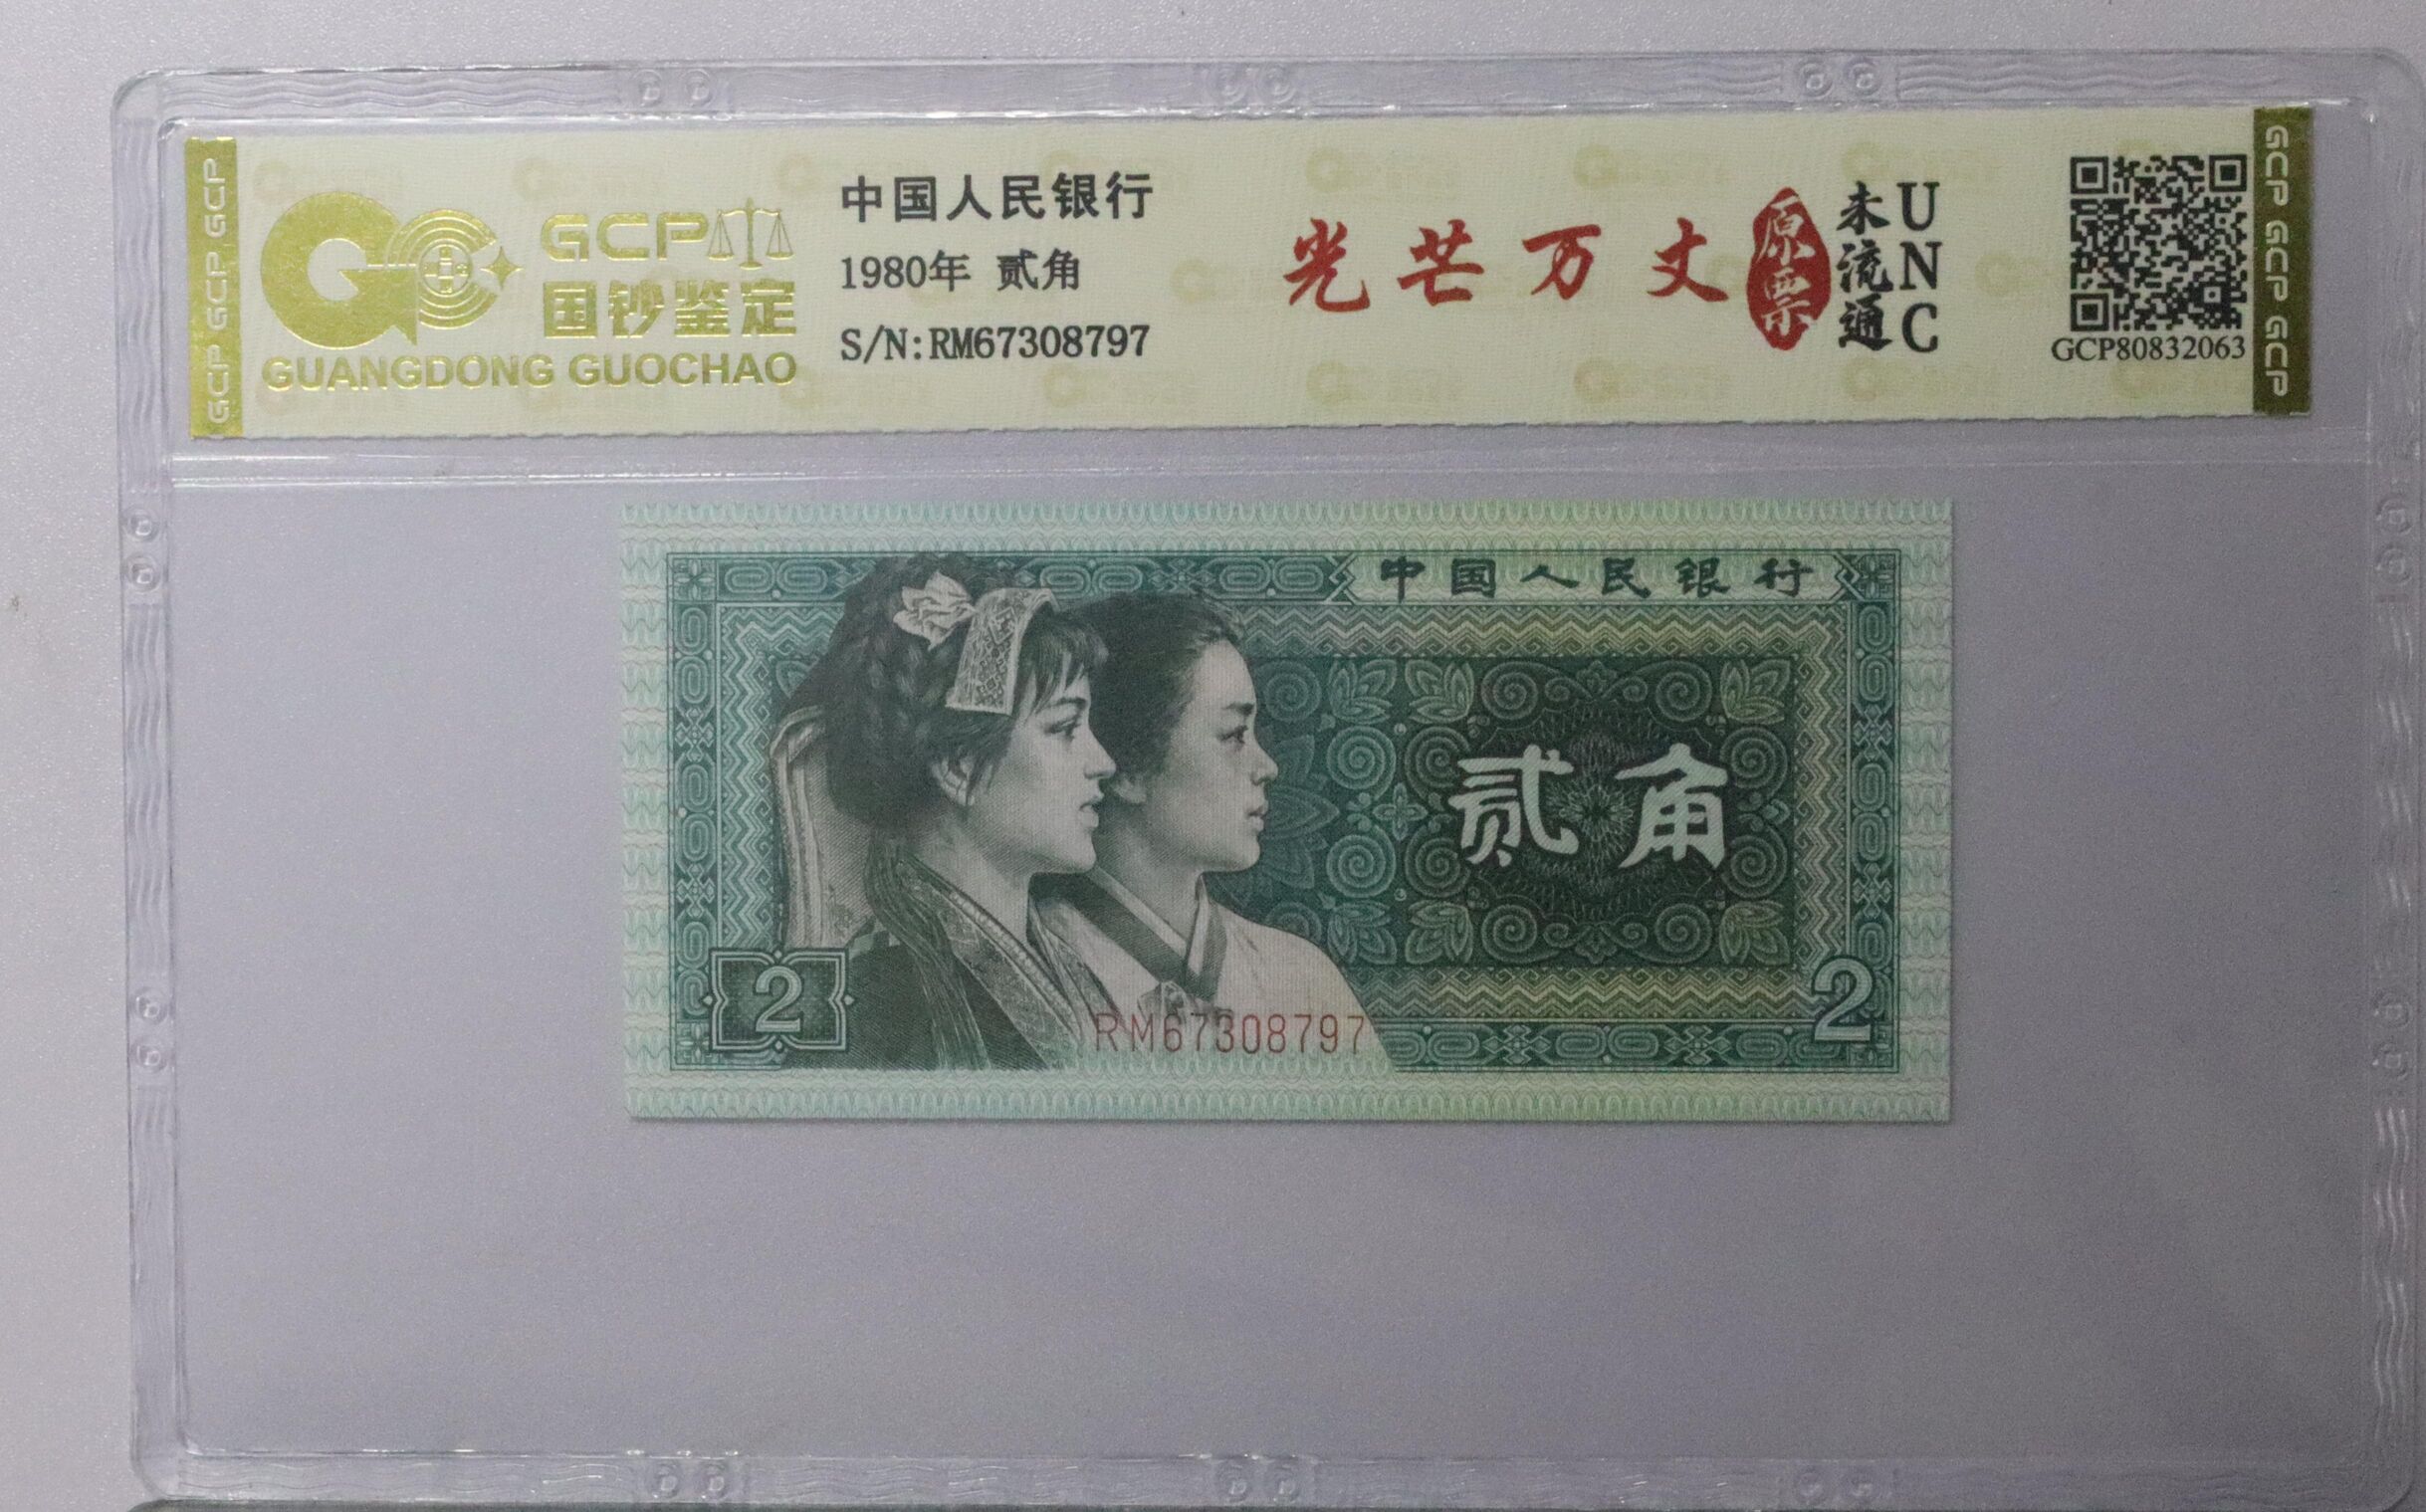 GCP GCP GCP
GCP
国钞鉴定
GUANGDONG GUOCHAO
中国人民银行
1980年 贰角
S/N:RM67308797
光芒万丈
原票
未流通
UNC
GCP80832063
GCP GCP GCP
中国人民银行
贰角
2
RM67308797
2